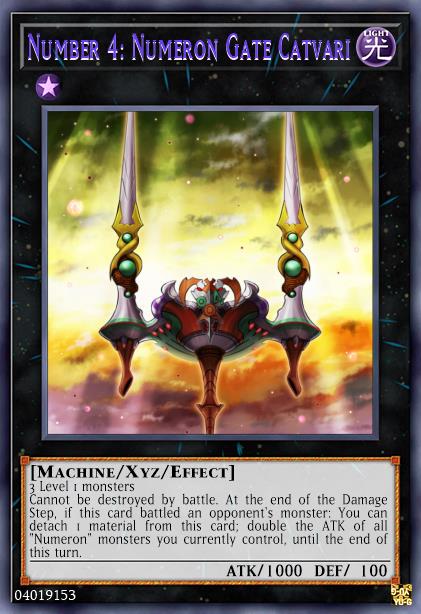 NUMBER 4: NUMERON GATE CATVARI
LIGHT
光
[MACHINE/XYZ/EFFECT]
3 Level 1 monsters
Cannot be destroyed by battle. At the end of the Damage
Step, if this card battled an opponent's monster: You can
detach 1 material from this card; double the ATK of all
"Numeron" monsters you currently control, until the end of
this turn.
ATK/1000 DEF/ 100
04019153